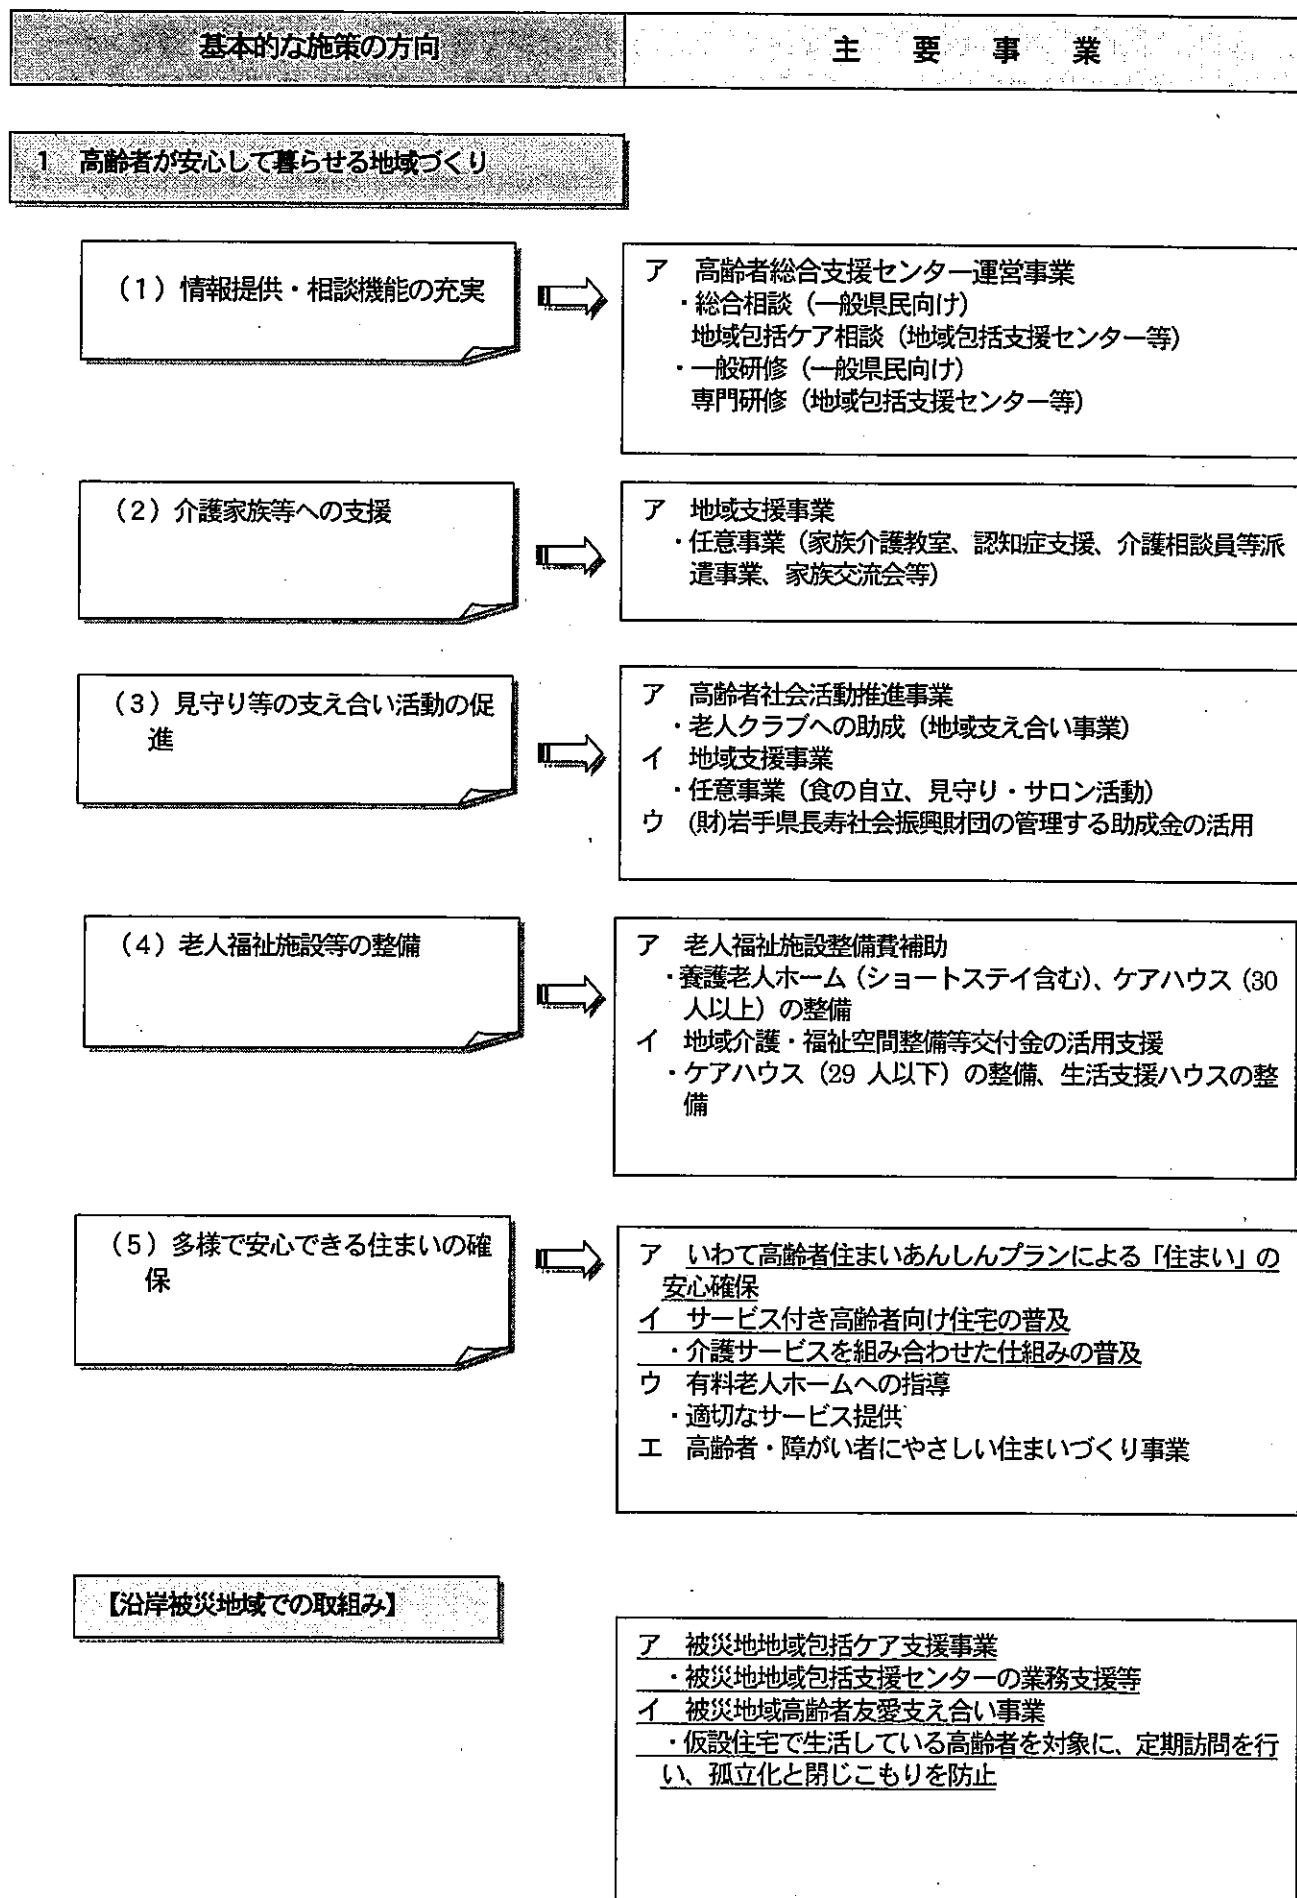 基本的な施策の方向
主　要　事　業
1　高齢者が安心して暮らせる地域づくり
（1）情報提供・相談機能の充実
ア　高齢者総合支援センター運営事業
・総合相談（一般県民向け）
地域包括ケア相談（地域包括支援センター等）
・一般研修（一般県民向け）
専門研修（地域包括支援センター等）
（2）介護家族等への支援
ア　地域支援事業
・任意事業（家族介護教室、認知症支援、介護相談員等派
遣事業、家族交流会等）
（3）見守り等の支え合い活動の促
進
ア　高齢者社会活動推進事業
・老人クラブへの助成（地域支え合い事業）
イ　地域支援事業
・任意事業（食の自立、見守り・サロン活動）
ウ　(財)岩手県長寿社会振興財団の管理する助成金の活用
（4）老人福祉施設等の整備
ア　老人福祉施設整備費補助
・養護老人ホーム（ショートステイ含む）、ケアハウス（30
人以上）の整備
イ　地域介護・福祉空間整備等交付金の活用支援
・ケアハウス（29 人以下）の整備、生活支援ハウスの整
備
（5）多様で安心できる住まいの確
保
ア　いわて高齢者住まいあんしんプランによる「住まい」の
安心確保
イ　サービス付き高齢者向け住宅の普及
・介護サービスを組み合わせた仕組みの普及
ウ　有料老人ホームへの指導
・適切なサービス提供
エ　高齢者・障がい者にやさしい住まいづくり事業
【沿岸被災地域での取組み】
ア　被災地地域包括ケア支援事業
・被災地地域包括支援センターの業務支援等
イ　被災地域高齢者友愛支え合い事業
・仮設住宅で生活している高齢者を対象に、定期訪問を行
い、孤立化と閉じこもりを防止